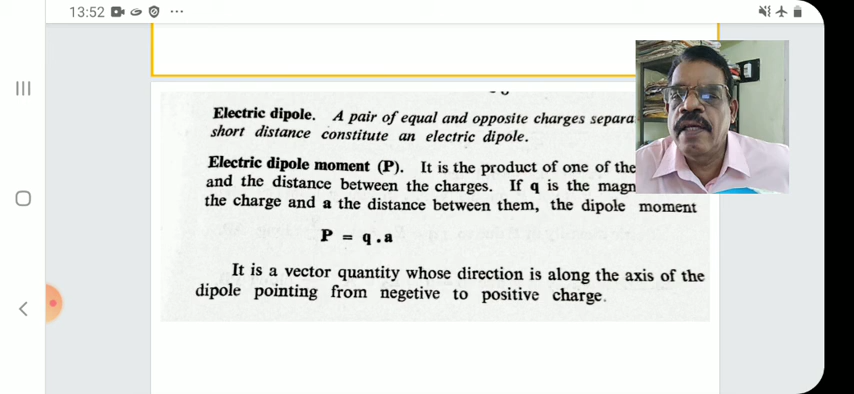 13:52
Electric dipole. A pair of equal and opposite charges separa
short distance constitute an electric dipole.
Electric dipole moment (P). It is the product of one of the
and the distance between the charges. If q is the magn
the charge and a the distance between them, the dipole moment
P = q . a
It is a vector quantity whose direction is along the axis of the
dipole pointing from negetive to positive charge.